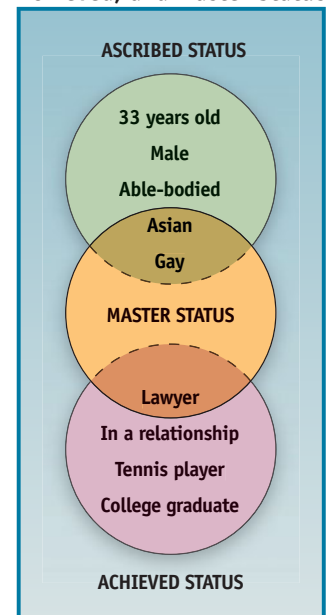 ASCRIBED STATUS
33 years old
Male
Able-bodied
Asian
Gay
MASTER STATUS
Lawyer
In a relationship
Tennis player
College graduate
ACHIEVED STATUS